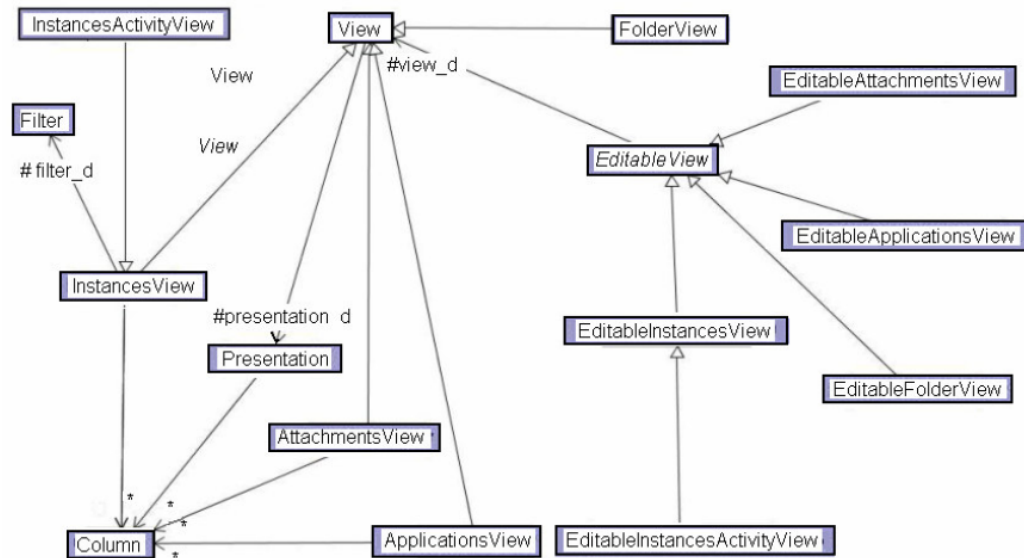 InstancesActivityView
View
FolderView
View
#view_d
EditableAttachmentsView
Filter
View
EditableView
# filter_d
EditableApplicationsView
InstancesView
#presentation d
EditableInstancesView
Presentation
EditableFolderView
AttachmentsView
*
*
*
Column
*
ApplicationsView
EditableInstancesActivityView